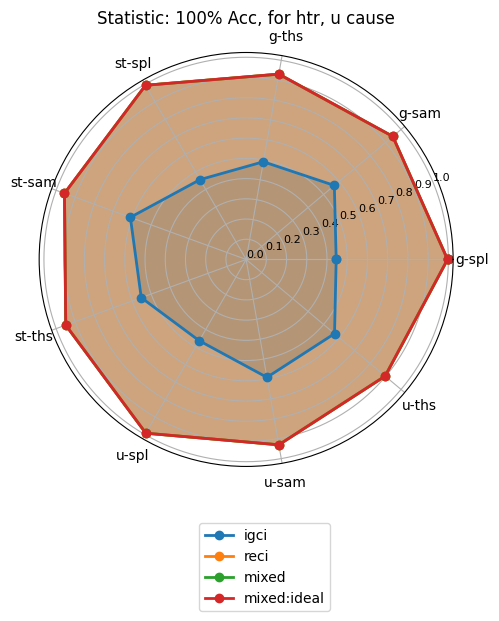 Statistic: 100% Acc, for htr, u cause
g-ths
st-spl
g-sam
st-sam
0.0 0.1 0.2 0.3 0.4 0.5 0.6 0.7 0.8 0.9 1.0
g-spl
st-ths
u-ths
u-spl
u-sam
igci
reci
mixed
mixed:ideal